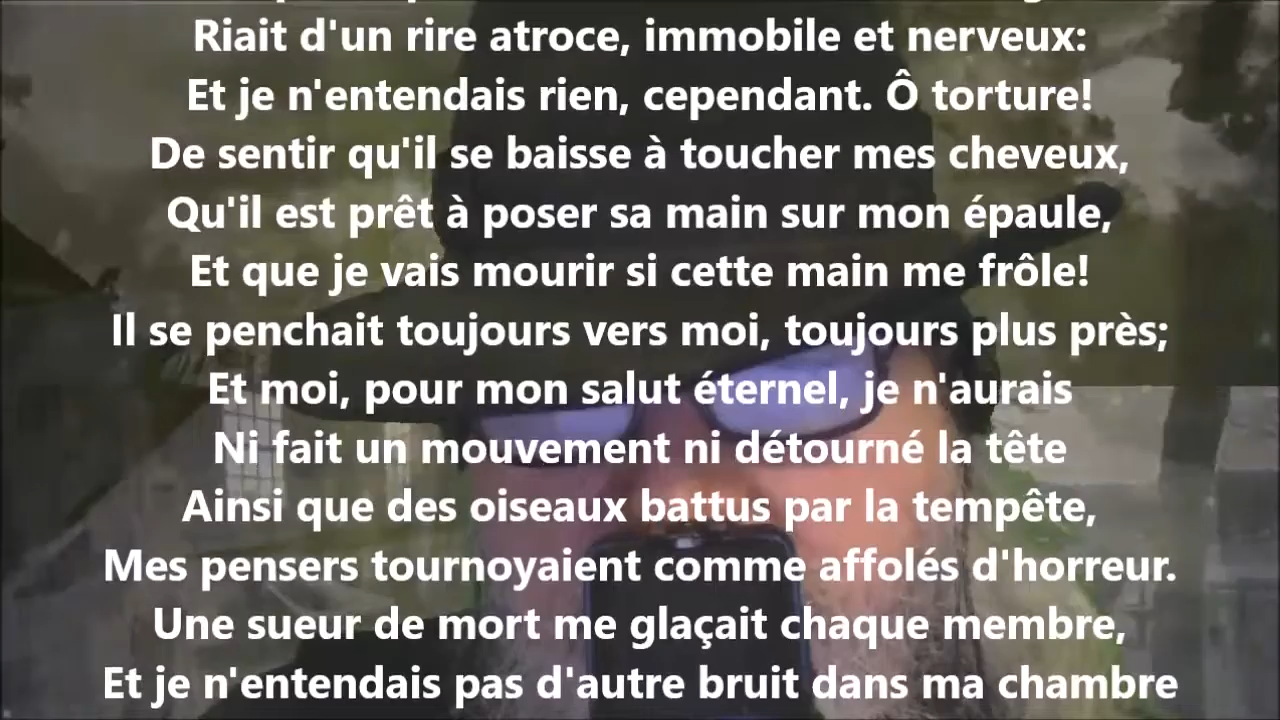 Riait d'un rire atroce, immobile et nerveux:
Et je n'entendais rien, cependant. Ô torture!
De sentir qu'il se baisse à toucher mes cheveux,
Qu'il est prêt à poser sa main sur mon épaule,
Et que je vais mourir si cette main me frôle!
Il se penchait toujours vers moi, toujours plus près;
Et moi, pour mon salut éternel, je n'aurais
Ni fait un mouvement ni détourné la tête
Ainsi que des oiseaux battus par la tempête,
Mes pensers tournoyaient comme affolés d'horreur.
Une sueur de mort me glaçait chaque membre,
Et je n'entendais pas d'autre bruit dans ma chambre